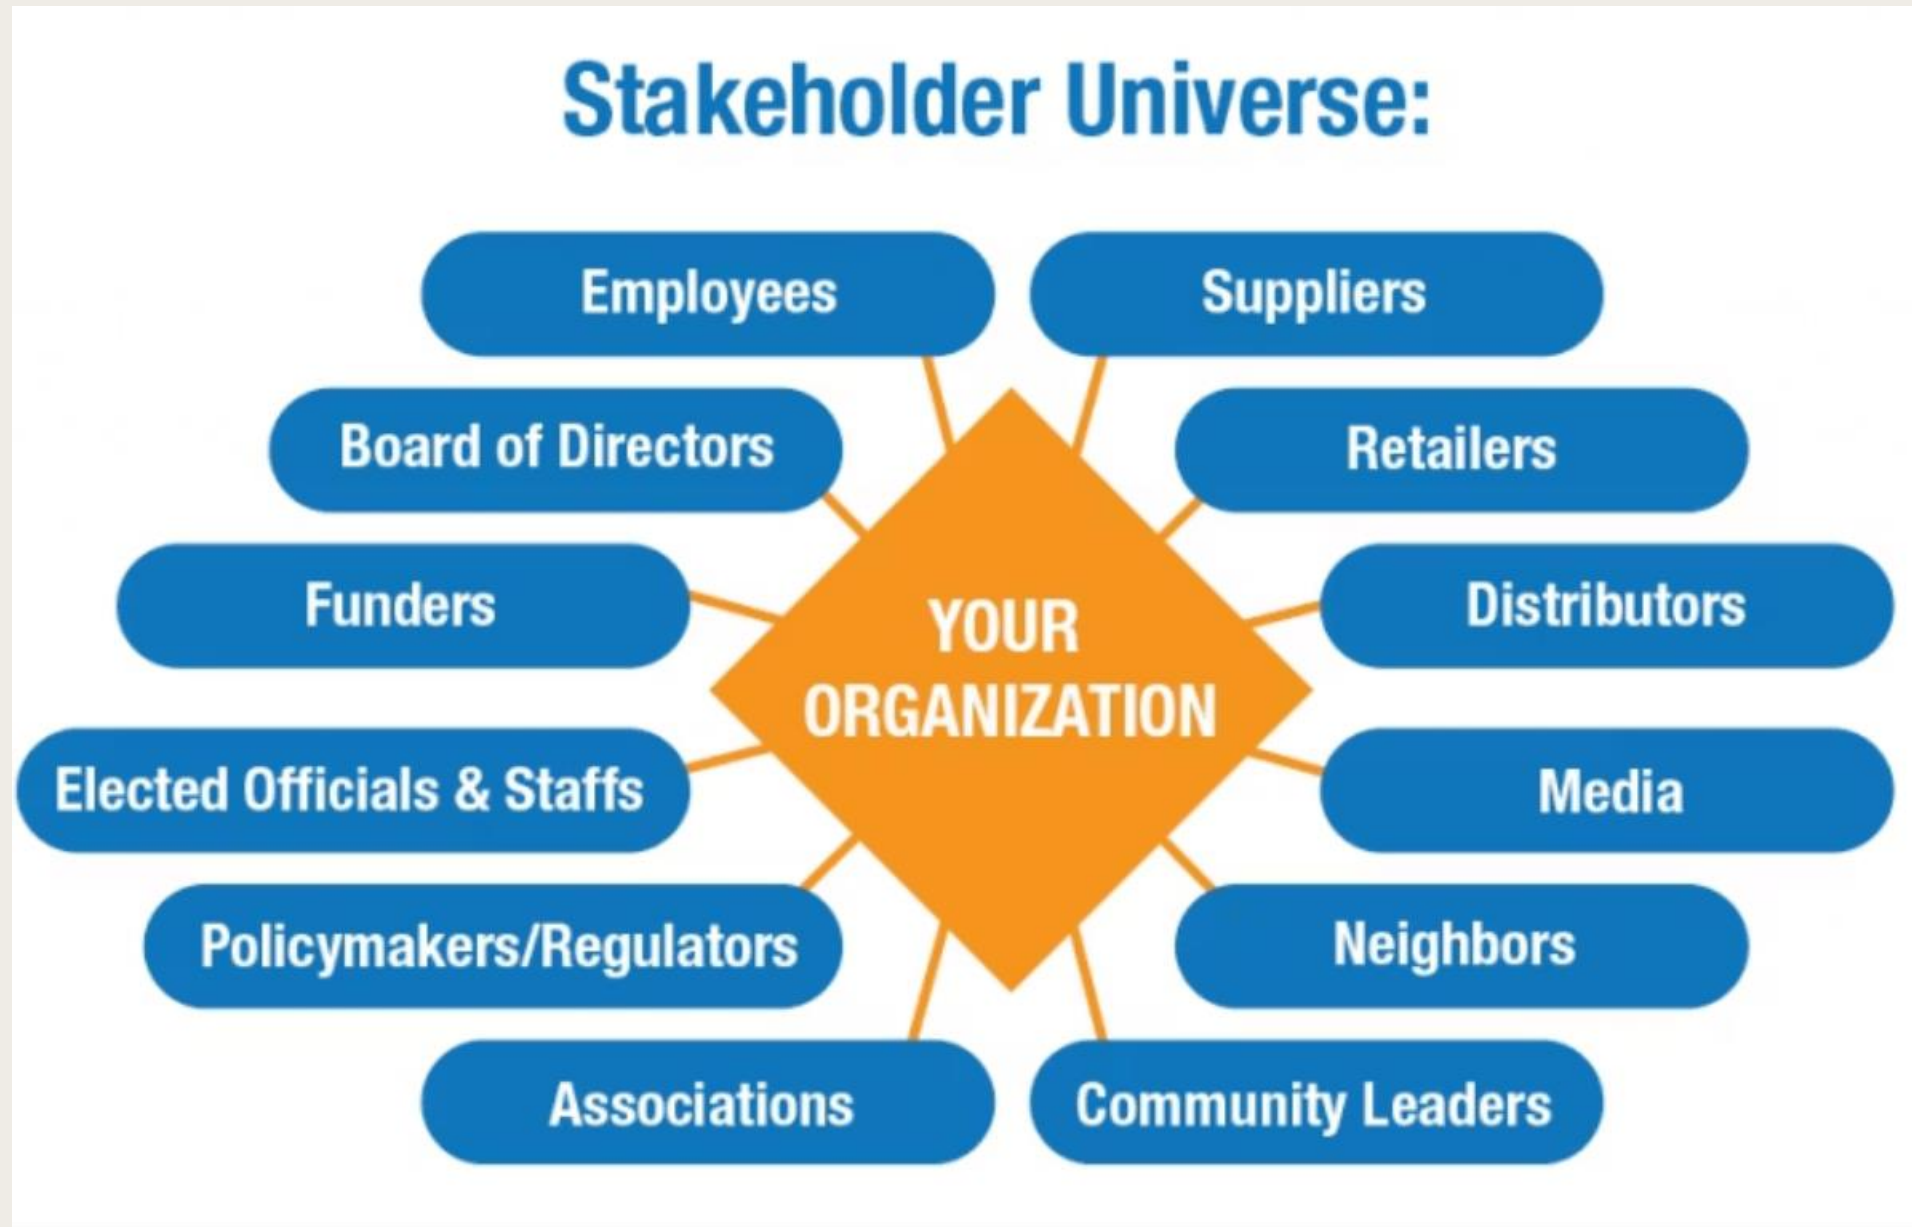 Stakeholder Universe:
Employees
Suppliers
Board of Directors
Retailers
Funders
Distributors
YOUR
ORGANIZATION
Elected Officials & Staffs
Media
Policymakers/Regulators
Neighbors
Associations
Community Leaders